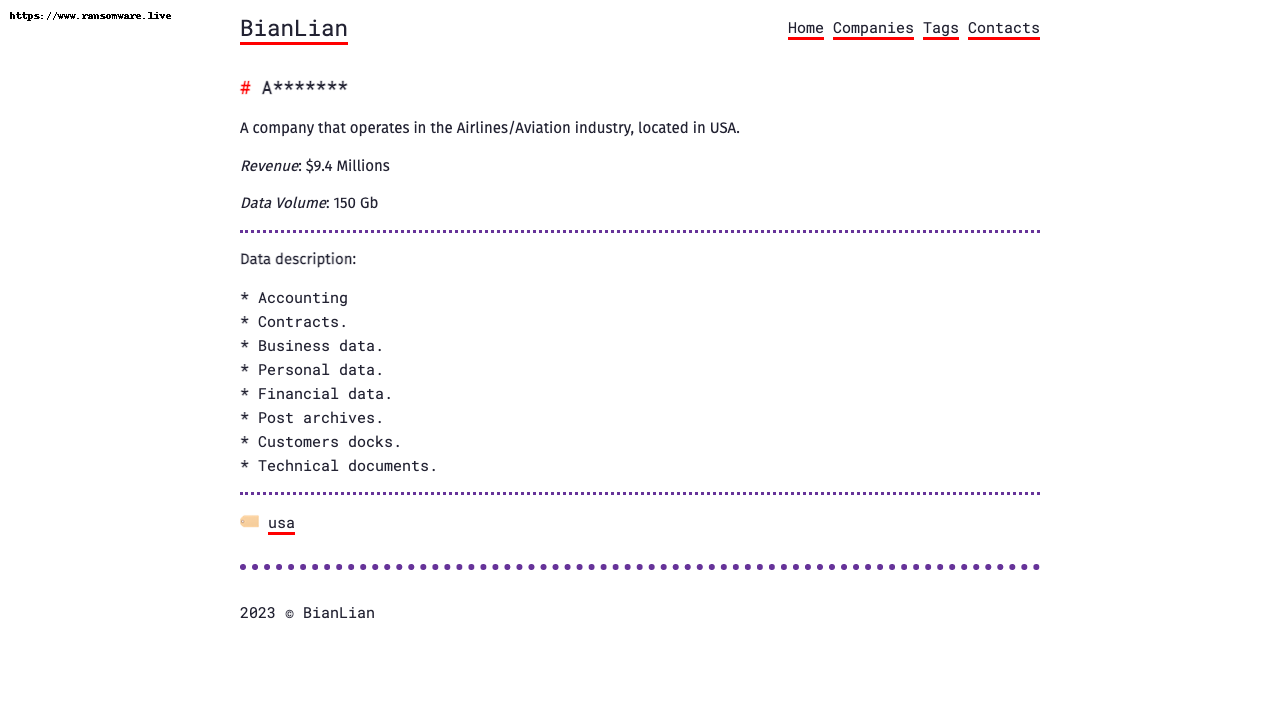 https://www.ransomware.live
BianLian
Home Companies Tags Contacts
# A*******
A company that operates in the Airlines/Aviation industry, located in USA.
Revenue: $9.4 Millions
Data Volume: 150 Gb
Data description:
* Accounting
* Contracts.
* Business data.
* Personal data.
* Financial data.
* Post archives.
* Customers docks.
* Technical documents.
usa
2023 © BianLian